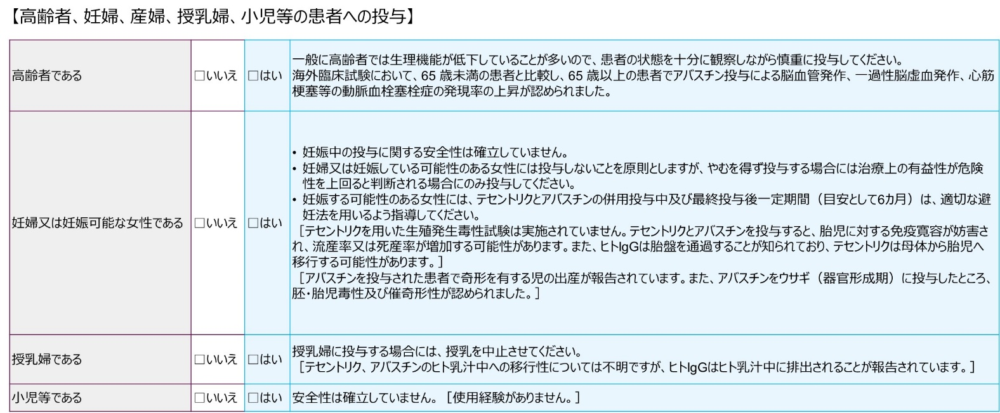 【高齢者、妊婦、産婦、授乳婦、小児等の患者への投与】
高齢者である
□いいえ
□はい
一般に高齢者では生理機能が低下していることが多いので、患者の状態を十分に観察しながら慎重に投与してください。
海外臨床試験において、65 歳未満の患者と比較し、65 歳以上の患者でアバスチン投与による脳血管発作、一過性脳虚血発作、心筋
梗塞等の動脈血栓塞栓症の発現率の上昇が認められました。
妊婦又は妊娠可能な女性である
□いいえ
□はい
• 妊娠中の投与に関する安全性は確立していません。
• 妊婦又は妊娠している可能性のある女性には投与しないことを原則としますが、やむを得ず投与する場合には治療上の有益性が危険
性を上回ると判断される場合にのみ投与してください。
• 妊娠する可能性のある女性には、テセントリクとアバスチンの併用投与中及び最終投与後一定期間（目安として6カ月）は、適切な避
妊法を用いるよう指導してください。
［テセントリクを用いた生殖発生毒性試験は実施されていません。テセントリクとアバスチンを投与すると、胎児に対する免疫寛容が妨害さ
れ、流産率又は死産率が増加する可能性があります。また、ヒトIgGは胎盤を通過することが知られており、テセントリクは母体から胎児へ
移行する可能性があります。］
［アバスチンを投与された患者で奇形を有する児の出産が報告されています。また、アバスチンをウサギ（器官形成期）に投与したところ、
胚・胎児毒性及び催奇形性が認められました。］
授乳婦である
□いいえ
□はい
授乳婦に投与する場合には、授乳を中止させてください。
［テセントリク、アバスチンのヒト乳汁中への移行性については不明ですが、ヒトIgGはヒト乳汁中に排出されることが報告されています。］
小児等である
□いいえ
□はい
安全性は確立していません。［使用経験がありません。］